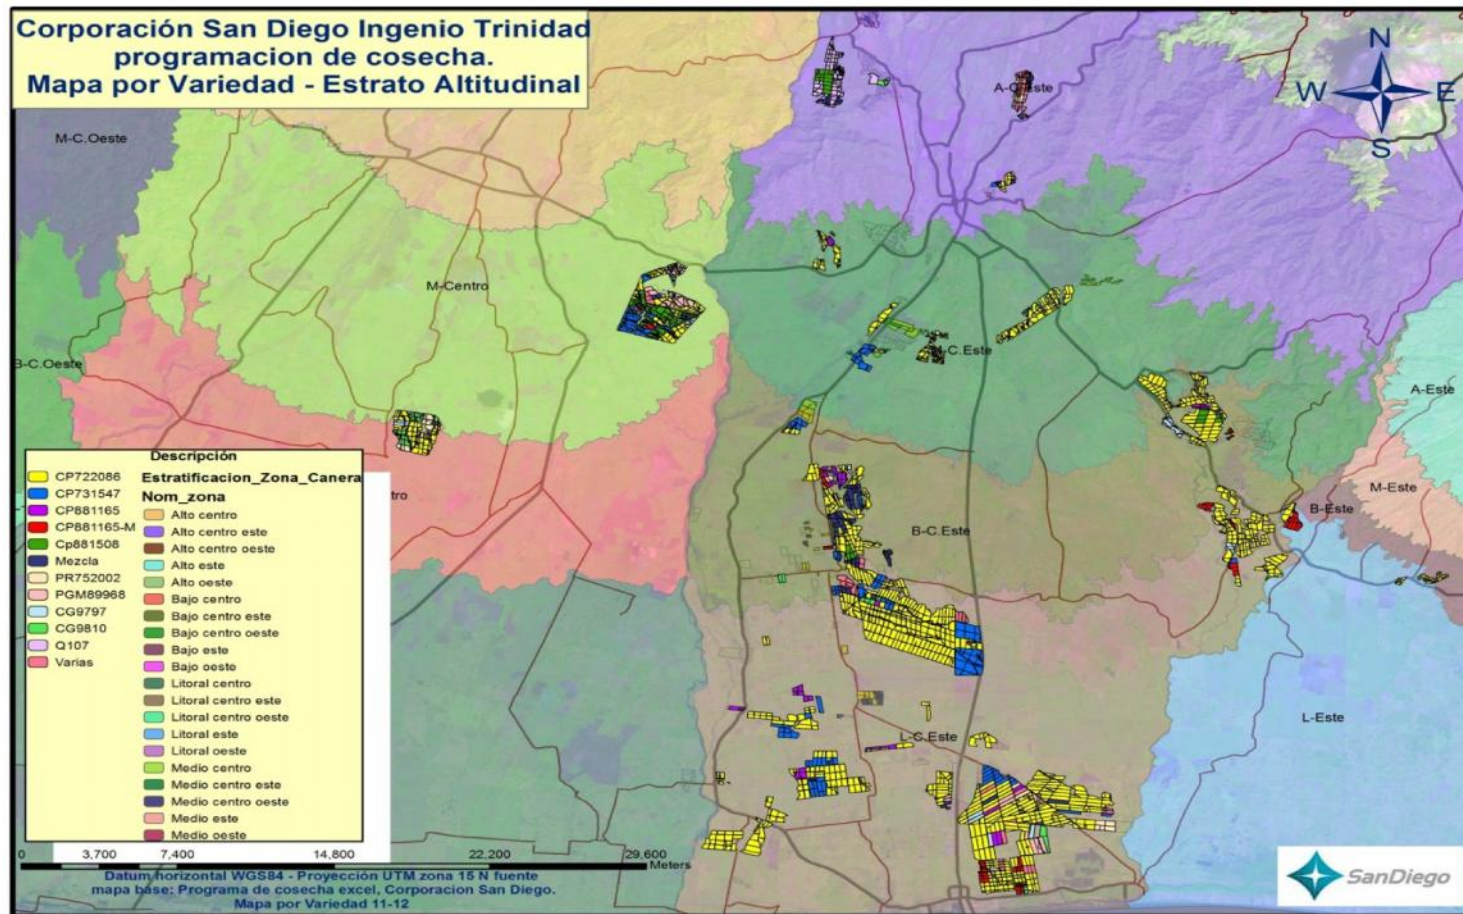 Corporación San Diego Ingenio Trinidad
programacion de cosecha.
Mapa por Variedad - Estrato Altitudinal
N
W
E
S
M-C.Oeste
A-C.Este
M-Centro
B-C.Oeste
-C.Este
A-Este
M-Este
B-Este
B-C.Este
tro
L-Este
L-C.Este
Descripción
CP722086
CP731547
CP881165
CP881165-M
Cp881508
Mezcla
PR752002
PGM89968
CG9797
CG9810
Q107
Varias
Estratificacion_Zona_Canera
Nom_zona
Alto centro
Alto centro este
Alto centro oeste
Alto este
Alto oeste
Bajo centro
Bajo centro este
Bajo centro oeste
Bajo este
Bajo oeste
Litoral centro
Litoral centro este
Litoral centro oeste
Litoral este
Litoral oeste
Medio centro
Medio centro este
Medio centro oeste
Medio este
Medio oeste
0 3,700 7,400 14,800 22,200 29,600
Meters
Datum horizontal WGS84 - Proyección UTM zona 15 N fuente
mapa base: Programa de cosecha excel, Corporacion San Diego.
Mapa por Variedad 11-12
SanDiego